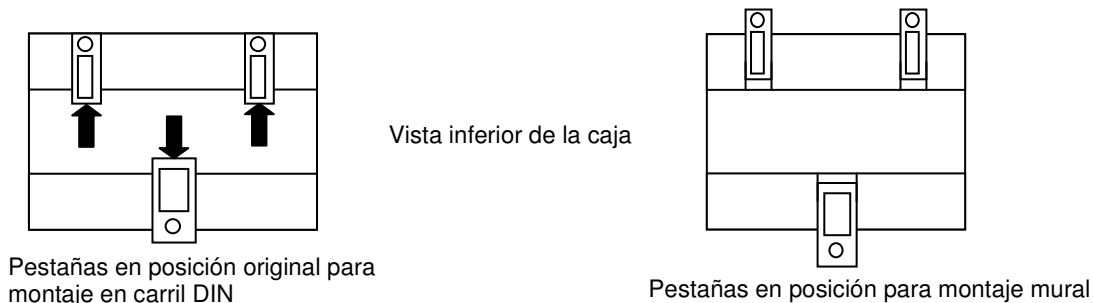 Vista inferior de la caja
Pestañas en posición original para
montaje en carril DIN
Pestañas en posición para montaje mural